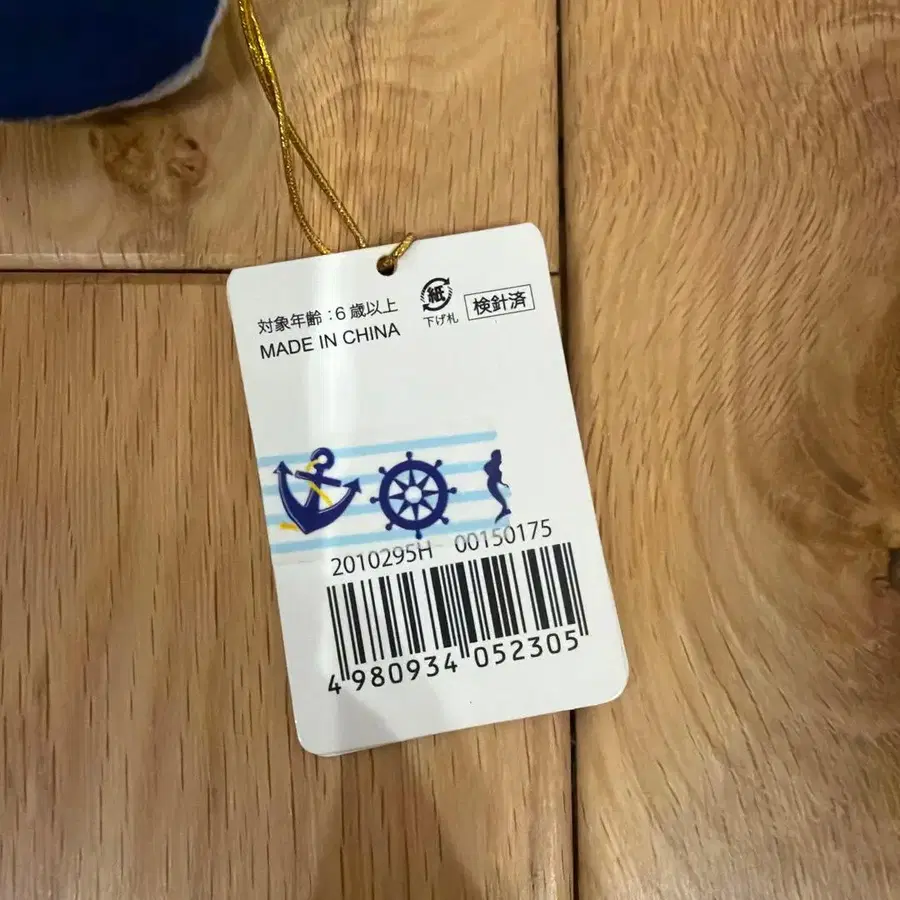 対象年齢：6歳以上
MADE IN CHINA
紙
下げ札
検針済
2010295H 00150175
4 980934 052305